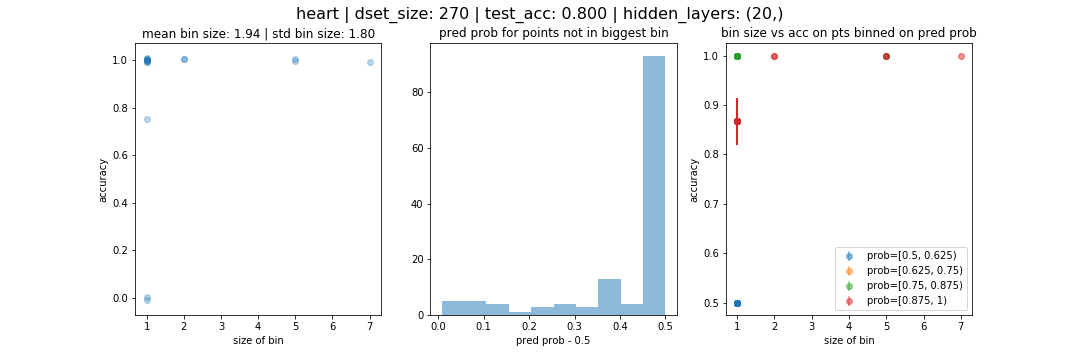 heart | dset_size: 270 | test_acc: 0.800 | hidden_layers: (20,)
mean bin size: 1.94 | std bin size: 1.80
accuracy
1.0
0.8
0.6
0.4
0.2
0.0
1 2 3 4 5 6 7
size of bin
pred prob for points not in biggest bin
80
60
40
20
0
0.0 0.1 0.2 0.3 0.4 0.5
pred prob - 0.5
bin size vs acc on pts binned on pred prob
accuracy
1.0
0.9
0.8
0.7
0.6
0.5
prob=[0.5, 0.625)
prob=[0.625, 0.75)
prob=[0.75, 0.875)
prob=[0.875, 1)
1 2 3 4 5 6 7
size of bin